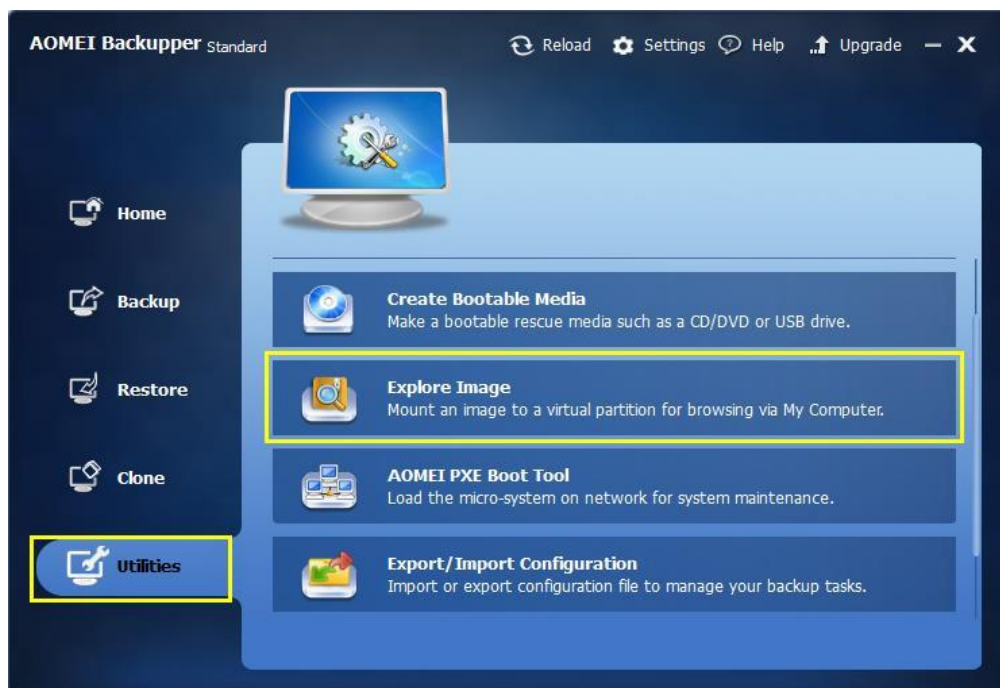 AOMEI Backupper Standard
Reload Settings Help Upgrade
Home
Backup
Restore
Clone
Utilities
Create Bootable Media
Make a bootable rescue media such as a CD/DVD or USB drive.
Explore Image
Mount an image to a virtual partition for browsing via My Computer.
AOMEI PXE Boot Tool
Load the micro-system on network for system maintenance.
Export/Import Configuration
Import or export configuration file to manage your backup tasks.